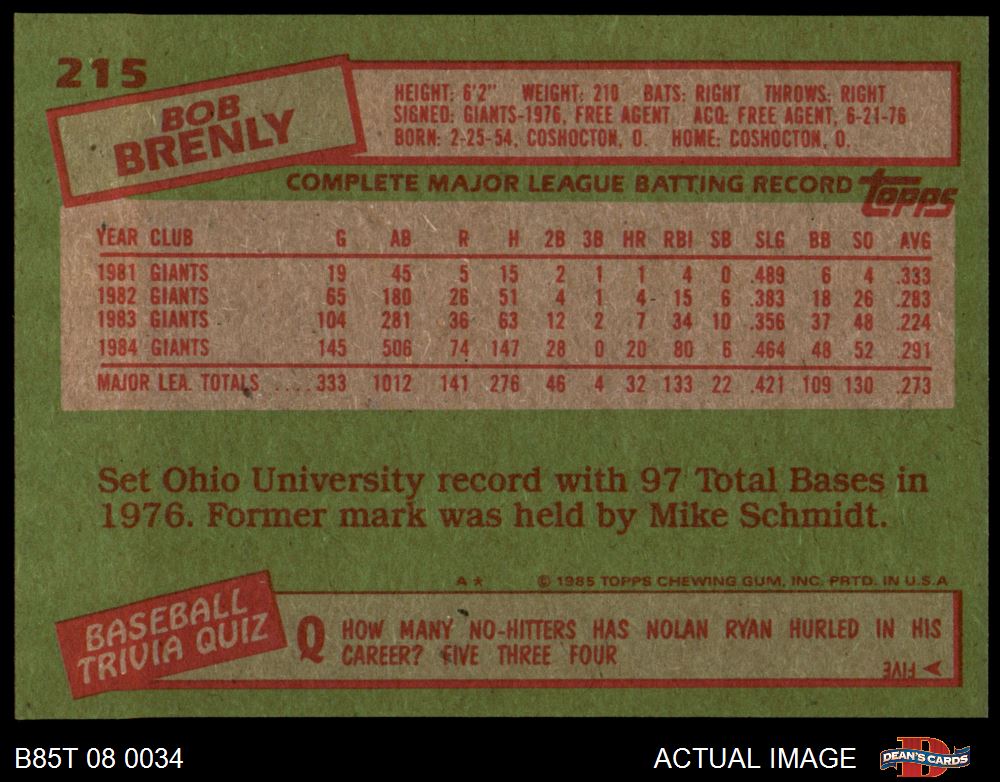 215
BOB
BRENLY
HEIGHT: 6'2" WEIGHT: 210 BATS: RIGHT THROWS: RIGHT
SIGNED: GIANTS-1976, FREE AGENT ACQ: FREE AGENT, 6-21-76
BORN: 2-25-54, COSHOCTON, O. HOME: COSHOCTON, O.
COMPLETE MAJOR LEAGUE BATTING RECORD topps
YEAR CLUB G AB R H 2B 3B HR RBI SB SLG BB SO AVG
1981 GIANTS 19 45 5 15 2 1 1 4 0 .489 6 4 .333
1982 GIANTS 65 180 26 51 4 1 4 15 6 .383 18 26 .283
1983 GIANTS 104 281 36 63 12 2 7 34 10 .356 37 48 .224
1984 GIANTS 145 506 74 147 28 0 20 80 6 .464 48 52 .291
MAJOR LEA. TOTALS ....333 1012 141 276 46 4 32 133 22 .421 109 130 .273
Set Ohio University record with 97 Total Bases in
1976. Former mark was held by Mike Schmidt.
A* © 1985 TOPPS CHEWING GUM, INC. PRTD. IN U.S.A
BASEBALL
TRIVIA QUIZ
Q HOW MANY NO-HITTERS HAS NOLAN RYAN HURLED IN HIS
CAREER? FIVE THREE FOUR
FIVE
B85T 08 0034
ACTUAL IMAGE
D
DEAN'S CARDS